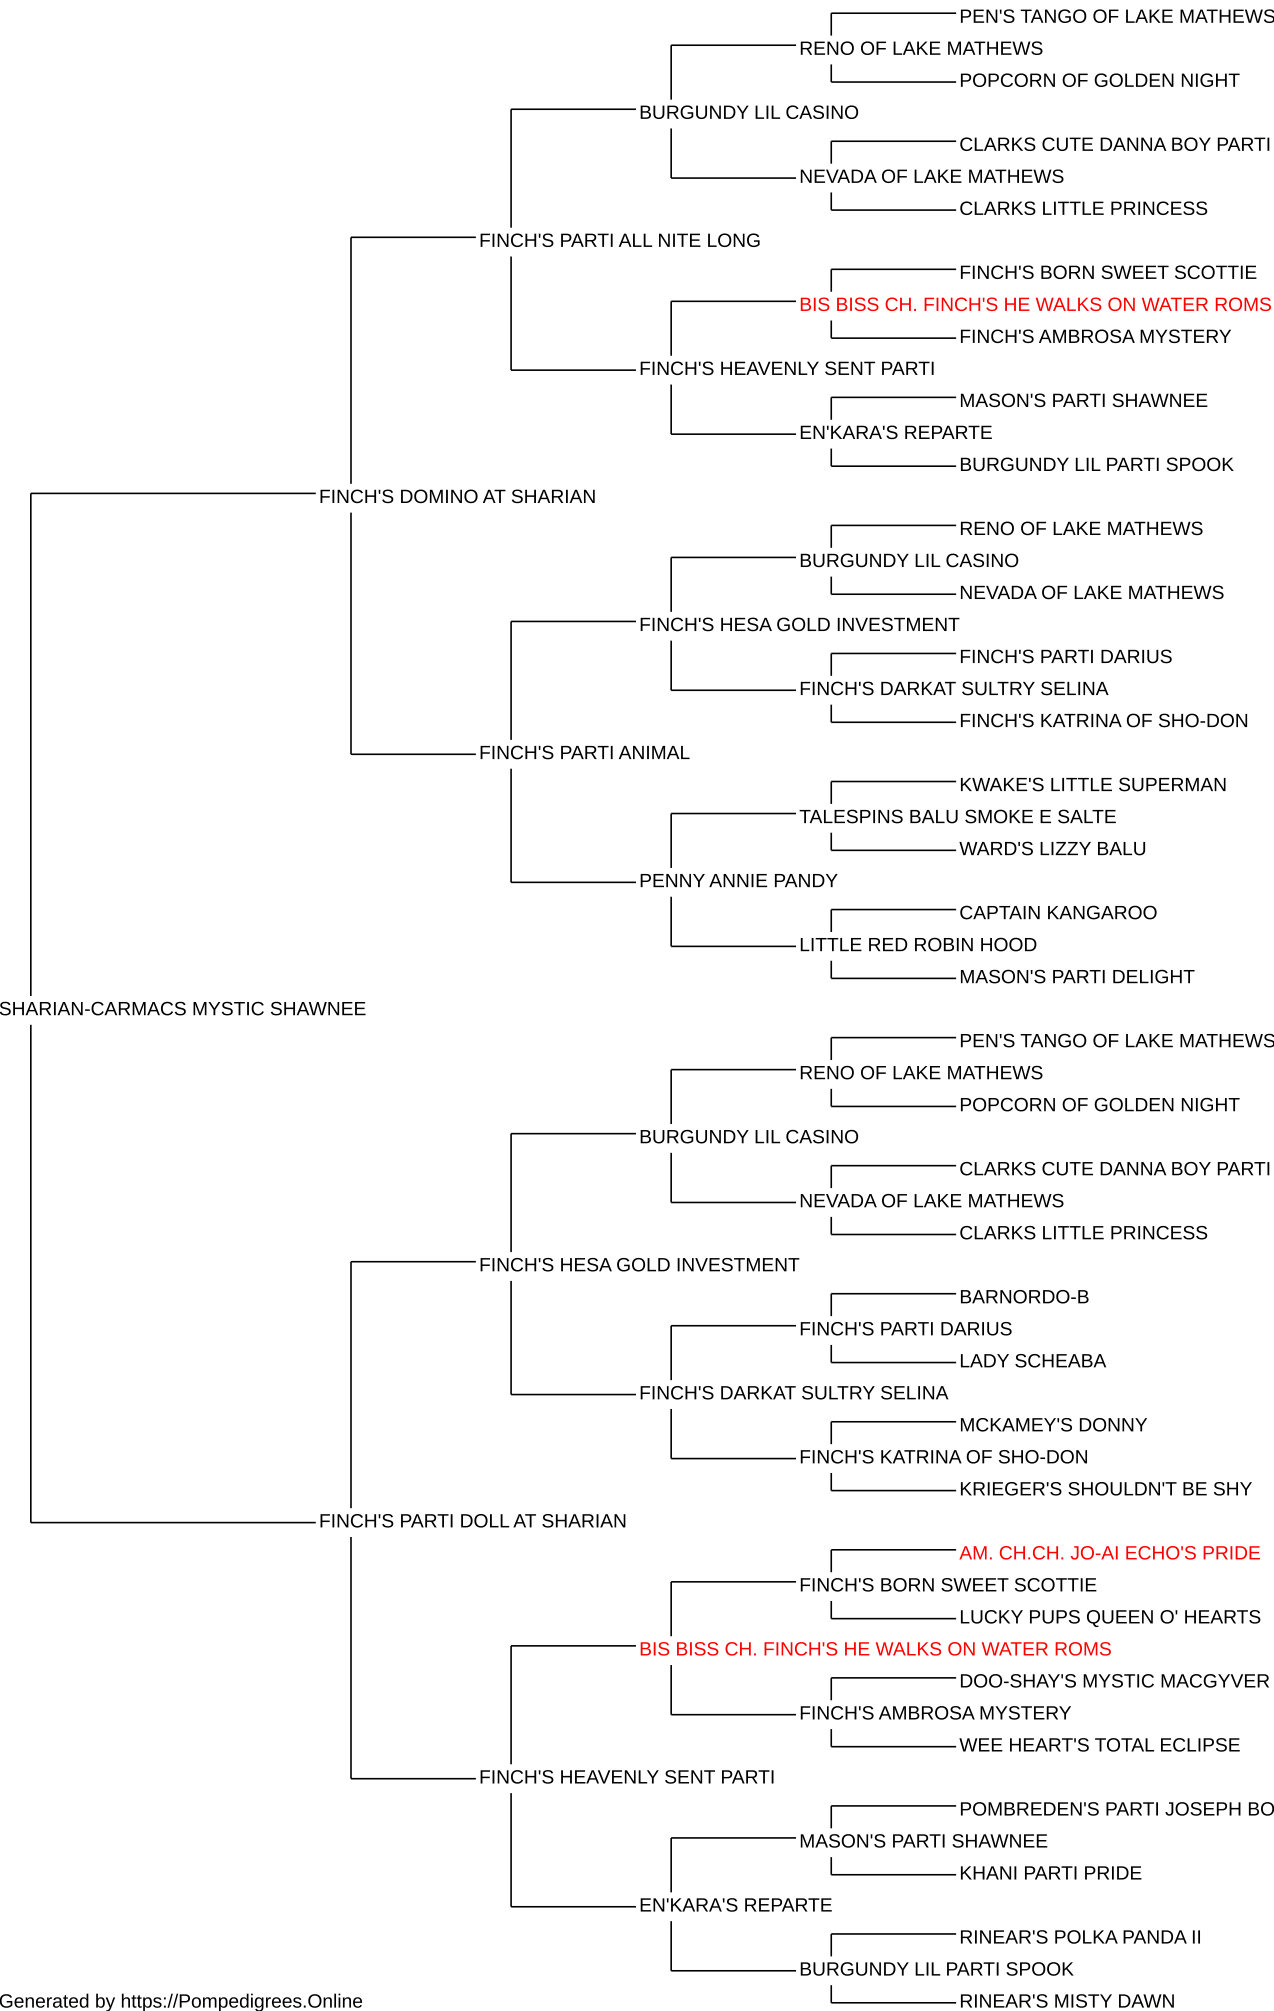 PEN'S TANGO OF LAKE MATHEWS
RENO OF LAKE MATHEWS
POPCORN OF GOLDEN NIGHT
BURGUNDY LIL CASINO
CLARKS CUTE DANNA BOY PARTI
NEVADA OF LAKE MATHEWS
CLARKS LITTLE PRINCESS
FINCH'S PARTI ALL NITE LONG
FINCH'S BORN SWEET SCOTTIE
BIS BISS CH. FINCH'S HE WALKS ON WATER ROMS
FINCH'S AMBROSA MYSTERY
FINCH'S HEAVENLY SENT PARTI
MASON'S PARTI SHAWNEE
EN'KARA'S REPARTE
BURGUNDY LIL PARTI SPOOK
FINCH'S DOMINO AT SHARIAN
RENO OF LAKE MATHEWS
BURGUNDY LIL CASINO
NEVADA OF LAKE MATHEWS
FINCH'S HESA GOLD INVESTMENT
FINCH'S PARTI DARIUS
FINCH'S DARKAT SULTRY SELINA
FINCH'S KATRINA OF SHO-DON
FINCH'S PARTI ANIMAL
KWAKE'S LITTLE SUPERMAN
TALESPINS BALU SMOKE E SALTE
WARD'S LIZZY BALU
PENNY ANNIE PANDY
CAPTAIN KANGAROO
LITTLE RED ROBIN HOOD
MASON'S PARTI DELIGHT
SHARIAN-CARMACS MYSTIC SHAWNEE
PEN'S TANGO OF LAKE MATHEWS
RENO OF LAKE MATHEWS
POPCORN OF GOLDEN NIGHT
BURGUNDY LIL CASINO
CLARKS CUTE DANNA BOY PARTI
NEVADA OF LAKE MATHEWS
CLARKS LITTLE PRINCESS
FINCH'S HESA GOLD INVESTMENT
BARNORDO-B
FINCH'S PARTI DARIUS
LADY SCHEABA
FINCH'S DARKAT SULTRY SELINA
MCKAMEY'S DONNY
FINCH'S KATRINA OF SHO-DON
KRIEGER'S SHOULDN'T BE SHY
FINCH'S PARTI DOLL AT SHARIAN
AM. CH.CH. JO-AI ECHO'S PRIDE
FINCH'S BORN SWEET SCOTTIE
LUCKY PUPS QUEEN O' HEARTS
BIS BISS CH. FINCH'S HE WALKS ON WATER ROMS
DOO-SHAY'S MYSTIC MACGYVER
FINCH'S AMBROSA MYSTERY
WEE HEART'S TOTAL ECLIPSE
FINCH'S HEAVENLY SENT PARTI
POMBREDEN'S PARTI JOSEPH BO
MASON'S PARTI SHAWNEE
KHANI PARTI PRIDE
EN'KARA'S REPARTE
RINEAR'S POLKA PANDA II
BURGUNDY LIL PARTI SPOOK
RINEAR'S MISTY DAWN
Generated by https://Pompedigrees.Online